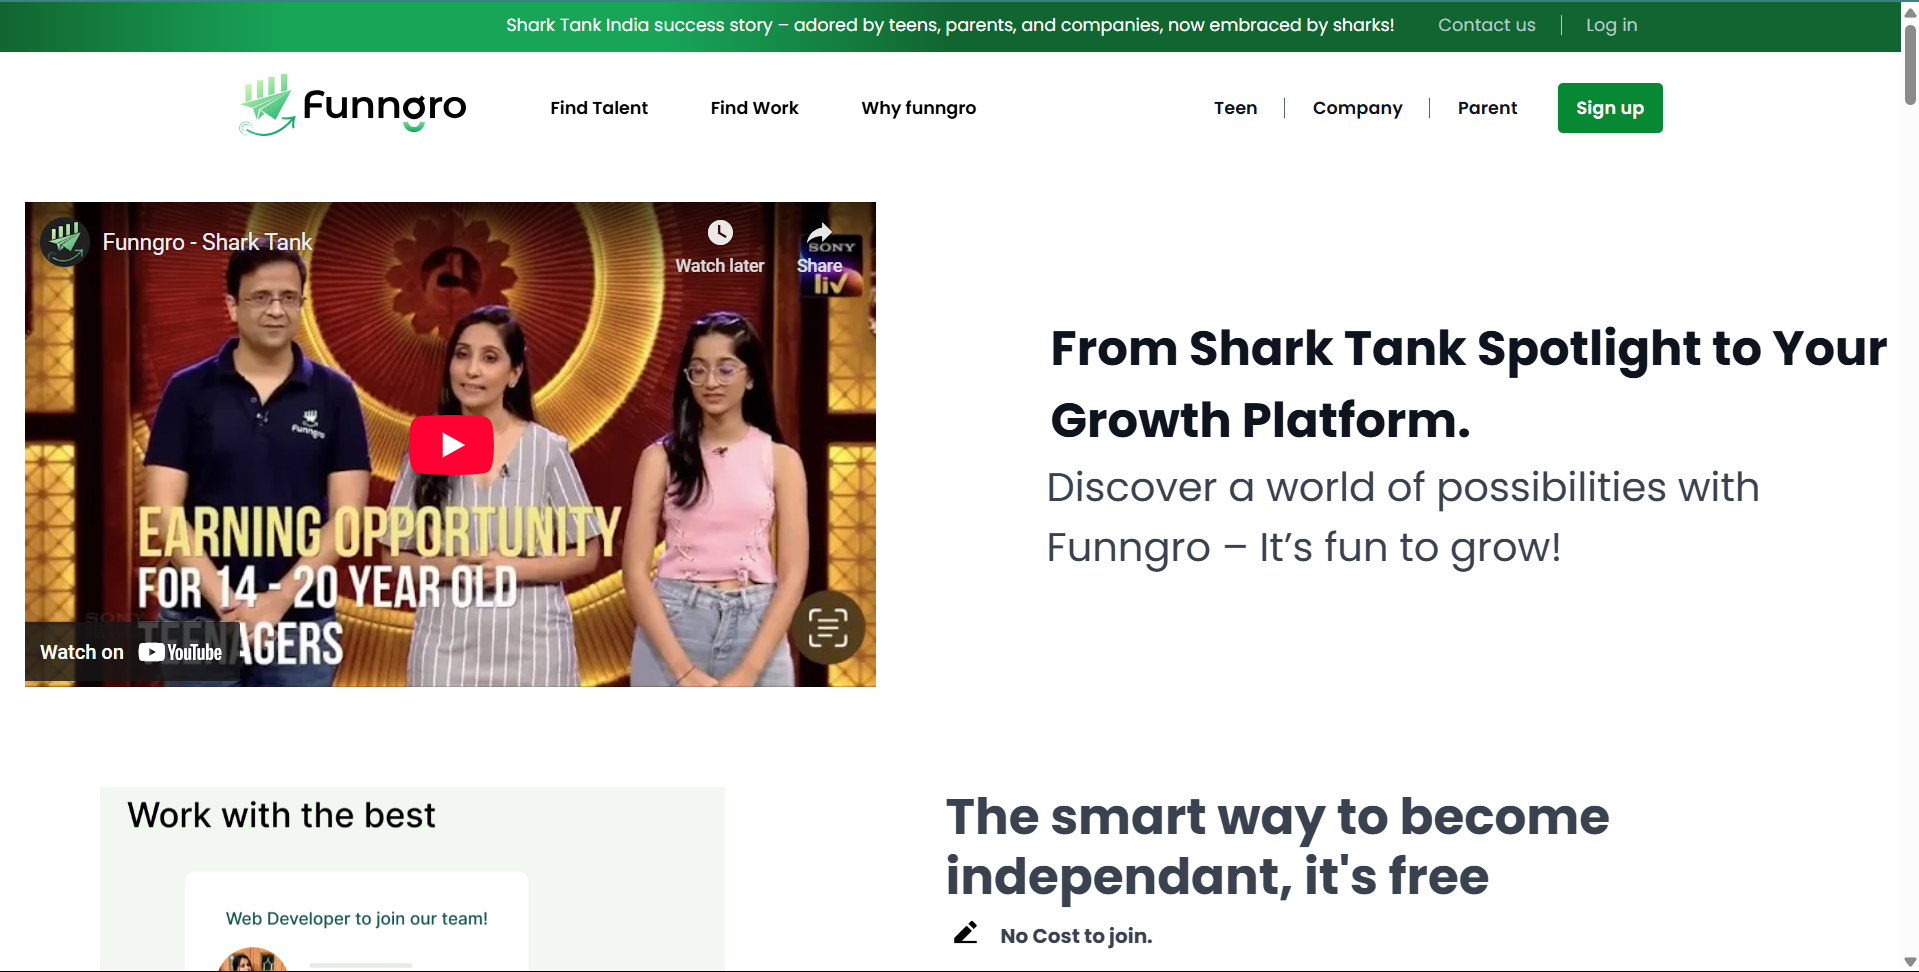 Shark Tank India success story – adored by teens, parents, and companies, now embraced by sharks!
Contact us
Log in
Funngro
Find Talent
Find Work
Why funngro
Teen
Company
Parent
Sign up
Funngro - Shark Tank
Watch later
Share
SONY
liv
Funngro
EARNING OPPORTUNITY
FOR 14 - 20 YEAR OLD
TEENAGERS
SONY
Watch on YouTube
From Shark Tank Spotlight to Your
Growth Platform.
Discover a world of possibilities with
Funngro – It’s fun to grow!
Work with the best
Web Developer to join our team!
The smart way to become
independant, it's free
No Cost to join.